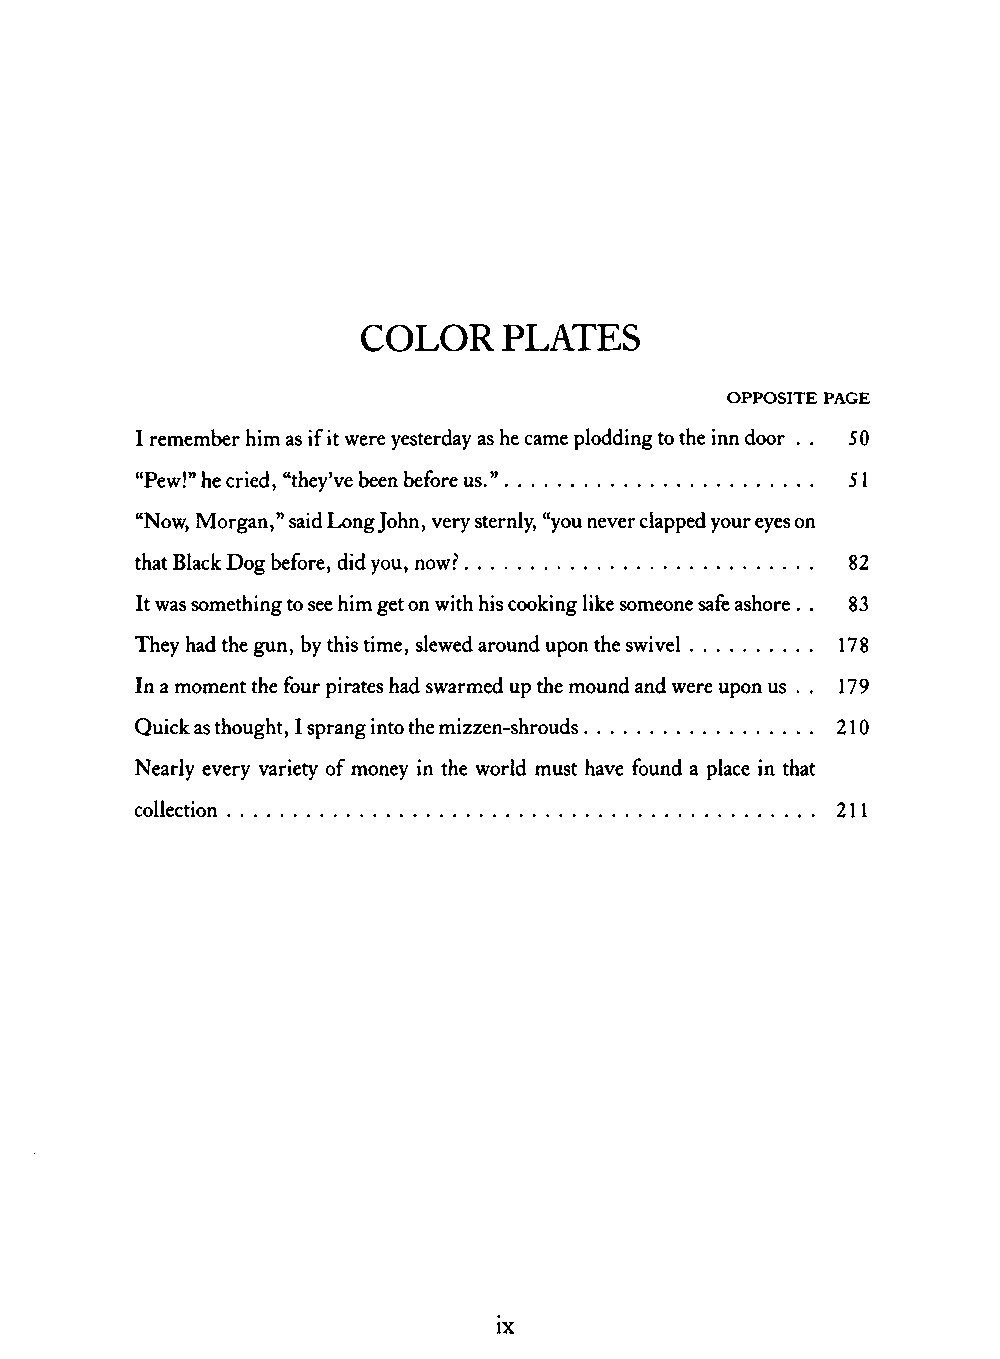 COLOR PLATES
OPPOSITE PAGE
I remember him as if it were yesterday as he came plodding to the inn door . . 50
“Pew!” he cried, “they’ve been before us.” . . . . . . . . . . . . . . . . . . . . . . . . 51
“Now, Morgan,” said Long John, very sternly, “you never clapped your eyes on
that Black Dog before, did you, now? . . . . . . . . . . . . . . . . . . . . . . . . . . . 82
It was something to see him get on with his cooking like someone safe ashore . . 83
They had the gun, by this time, slewed around upon the swivel . . . . . . . . . . 178
In a moment the four pirates had swarmed up the mound and were upon us . . 179
Quick as thought, I sprang into the mizzen-shrouds . . . . . . . . . . . . . . . . . . 210
Nearly every variety of money in the world must have found a place in that
collection . . . . . . . . . . . . . . . . . . . . . . . . . . . . . . . . . . . . . . . . . . . . . 211
ix